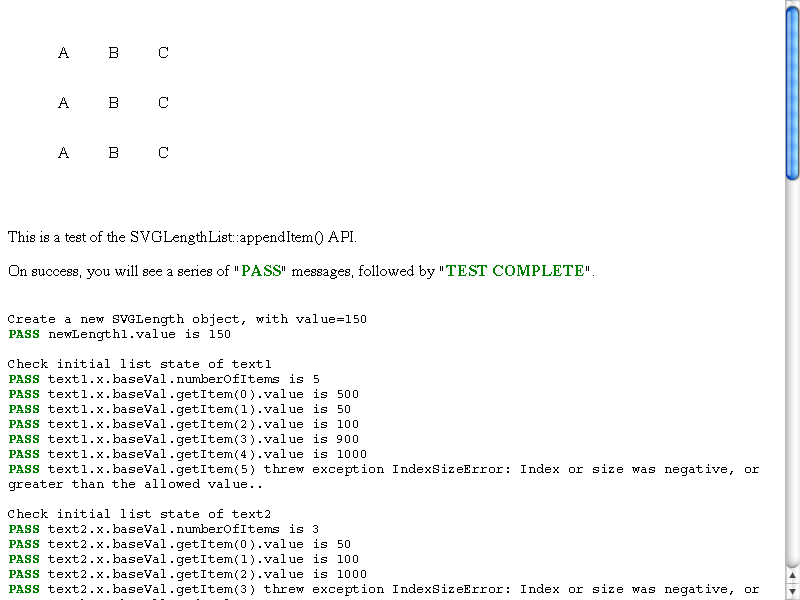 A B C
A B C
A B C
This is a test of the SVGLengthList::appendItem() API.
On success, you will see a series of "PASS" messages, followed by "TEST COMPLETE".
Create a new SVGLength object, with value=150
PASS newLength1.value is 150
Check initial list state of text1
PASS text1.x.baseVal.numberOfItems is 5
PASS text1.x.baseVal.getItem(0).value is 500
PASS text1.x.baseVal.getItem(1).value is 50
PASS text1.x.baseVal.getItem(2).value is 100
PASS text1.x.baseVal.getItem(3).value is 900
PASS text1.x.baseVal.getItem(4).value is 1000
PASS text1.x.baseVal.getItem(5) threw exception IndexSizeError: Index or size was negative, or
greater than the allowed value..
Check initial list state of text2
PASS text2.x.baseVal.numberOfItems is 3
PASS text2.x.baseVal.getItem(0).value is 50
PASS text2.x.baseVal.getItem(1).value is 100
PASS text2.x.baseVal.getItem(2).value is 1000
PASS text2.x.baseVal.getItem(3) threw exception IndexSizeError: Index or size was negative, or